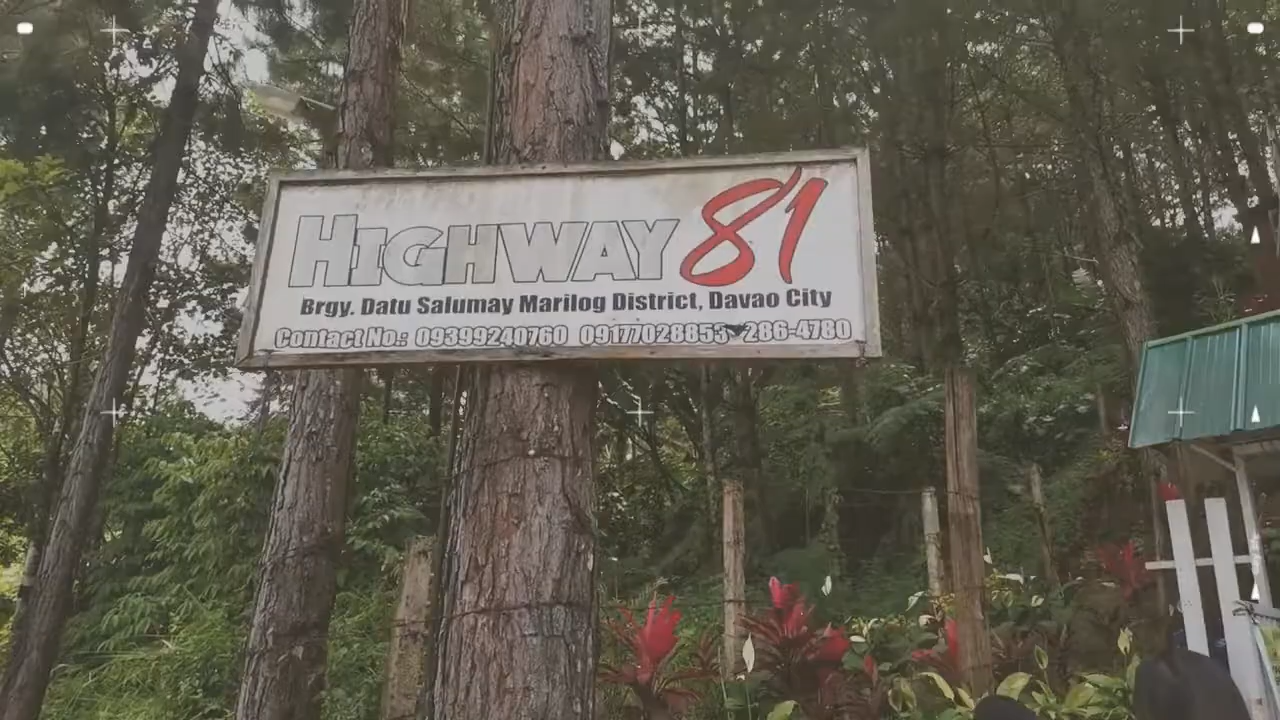 HIGHWAY 81
Brgy. Datu Salumay Marilog District, Davao City
Contact No.: 09399240760 09177028853 286-4780